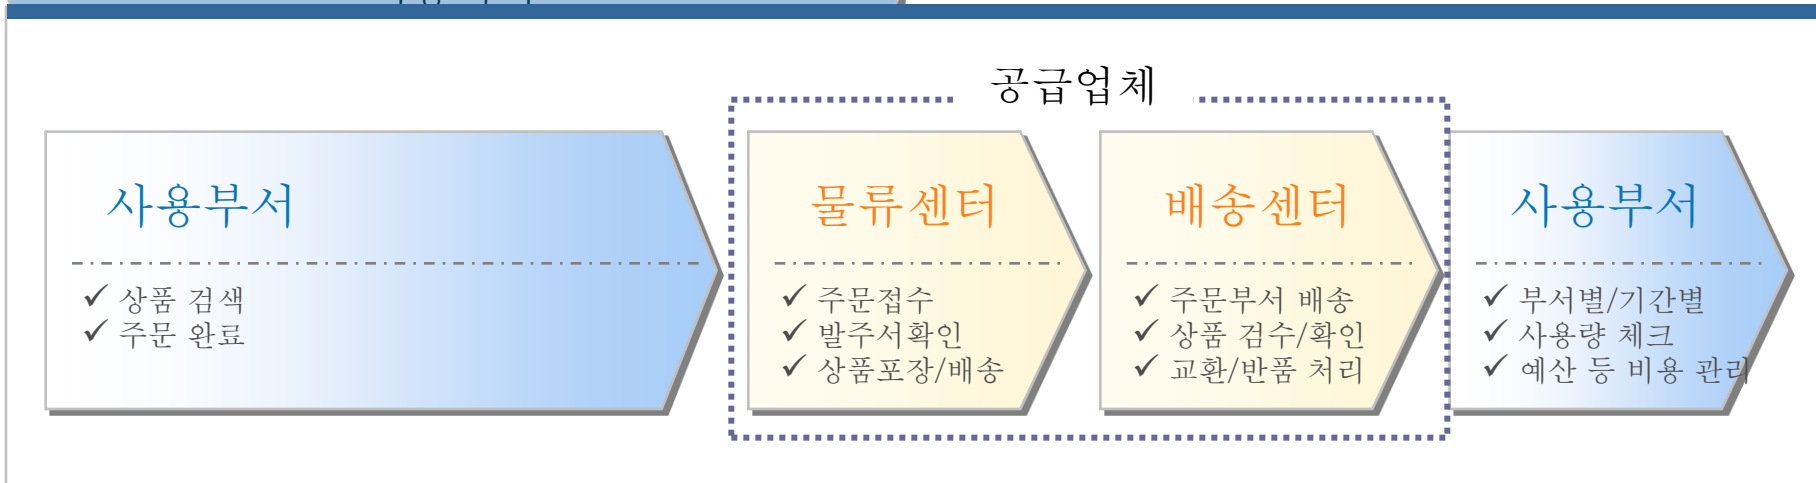 공급업체
사용부서
✓ 상품 검색
✓ 주문 완료
물류센터
✓ 주문접수
✓ 발주서확인
✓ 상품포장/배송
배송센터
✓ 주문부서 배송
✓ 상품 검수/확인
✓ 교환/반품 처리
사용부서
✓ 부서별/기간별
✓ 사용량 체크
✓ 예산 등 비용 관리